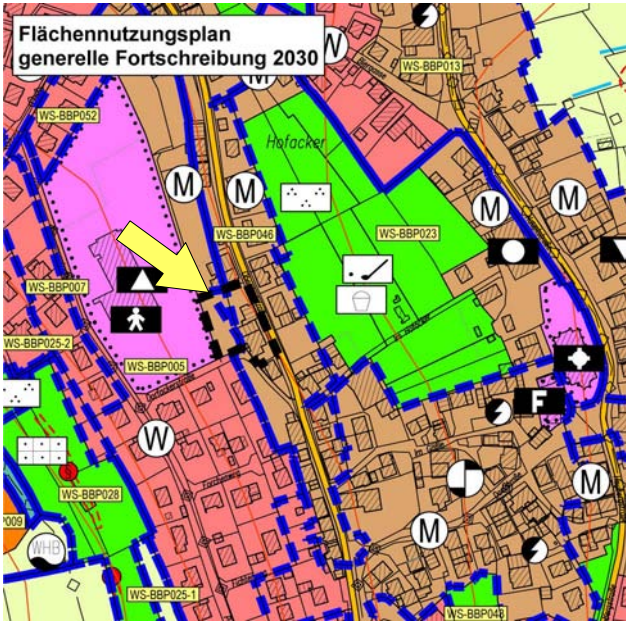 Flächennutzungsplan
generelle Fortschreibung 2030
W
WS-BBP013
M
WS-BBP052
Hofacker
M
M
M
M
WS-BBP046
WS-BBP023
WS-BBP007
WS-BBP025-2
WS-BBP005
F
W
M
WS-BBP028
P009
M
WHB
WS-BBP025-1
WS-BBP048